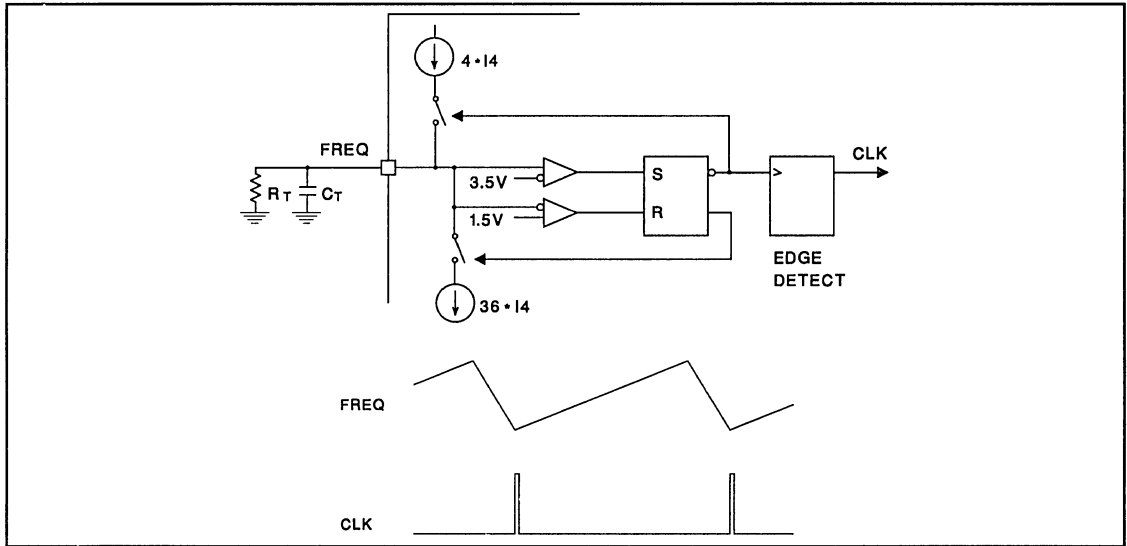 4•I4
FREQ
RT
CT
3.5V
1.5V
S
R
>
CLK
EDGE
DETECT
36•I4
FREQ
CLK